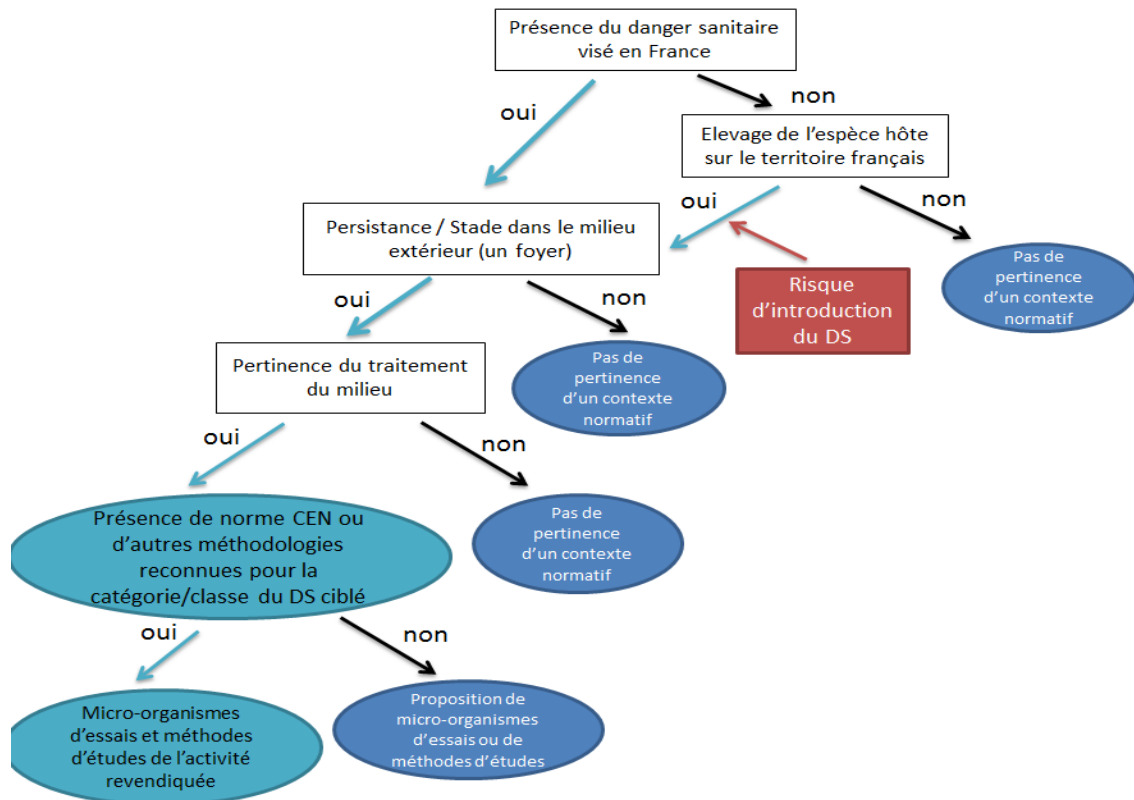 Présence du danger sanitaire
visé en France
oui
non
Elevage de l'espèce hôte
sur le territoire français
oui
non
Persistance / Stade dans le milieu
extérieur (un foyer)
Risque
d'introduction
du DS
Pas de
pertinence
d'un contexte
normatif
oui
non
Pertinence du traitement
du milieu
Pas de
pertinence
d'un contexte
normatif
oui
non
Présence de norme CEN ou
d'autres méthodologies
reconnues pour la
catégorie/classe du DS ciblé
Pas de
pertinence
d'un contexte
normatif
oui
non
Micro-organismes
d'essais et méthodes
d'études de l'activité
revendiquée
Proposition de
micro-organismes
d'essais ou de
méthodes d'études